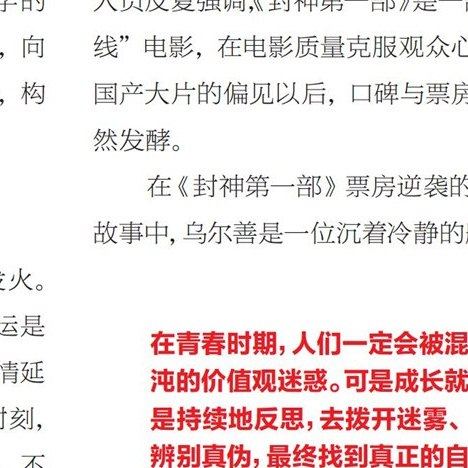 字的
，向
，构
发火。
运是
情延
时刻，
，不
人员反复强调，《封神第一部》是一
线”电影，在电影质量克服观众心
国产大片的偏见以后，口碑与票房
然发酵。
在《封神第一部》票房逆袭的
故事中，乌尔善是一位沉着冷静的
在青春时期，人们一定会被混
沌的价值观迷惑。可是成长就
是持续地反思，去拨开迷雾、
辨别真伪，最终找到真正的自